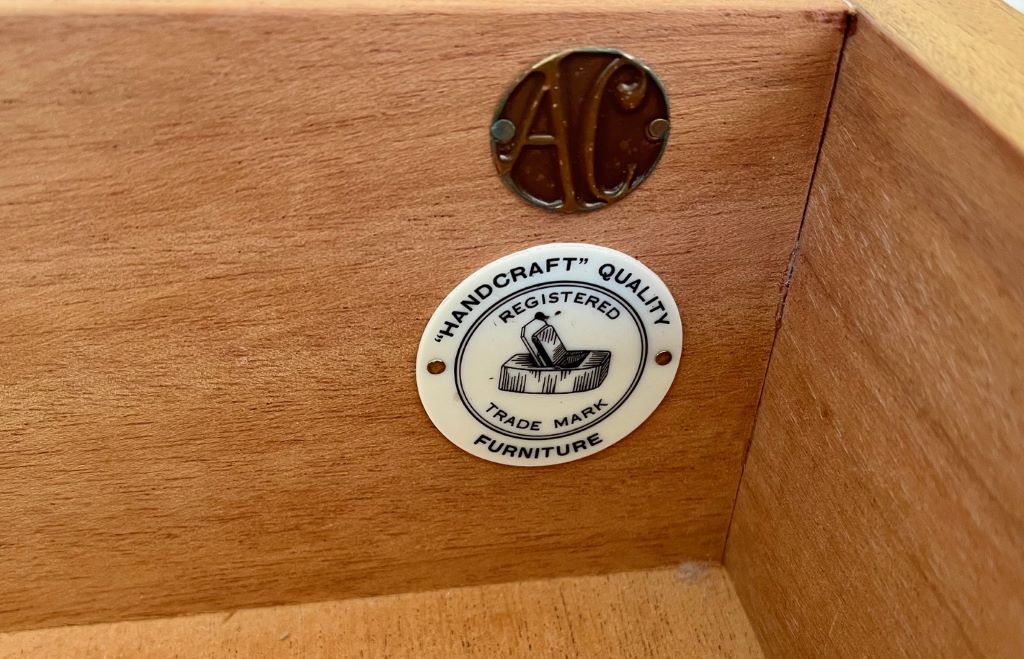 AC
"HANDCRAFT" QUALITY
REGISTERED
TRADE MARK
FURNITURE